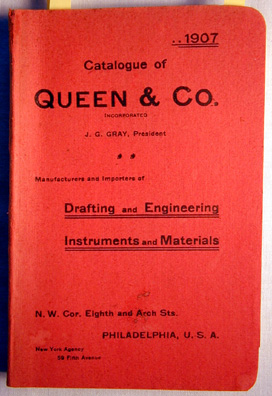 ..1907
Catalogue of
QUEEN & CO.
INCORPORATED
J. G. GRAY, President
Manufacturers and Importers of
Drafting and Engineering
Instruments and Materials
N. W. Cor. Eighth and Arch Sts.
PHILADELPHIA, U. S. A.
New York Agency
59 Fifth Avenue